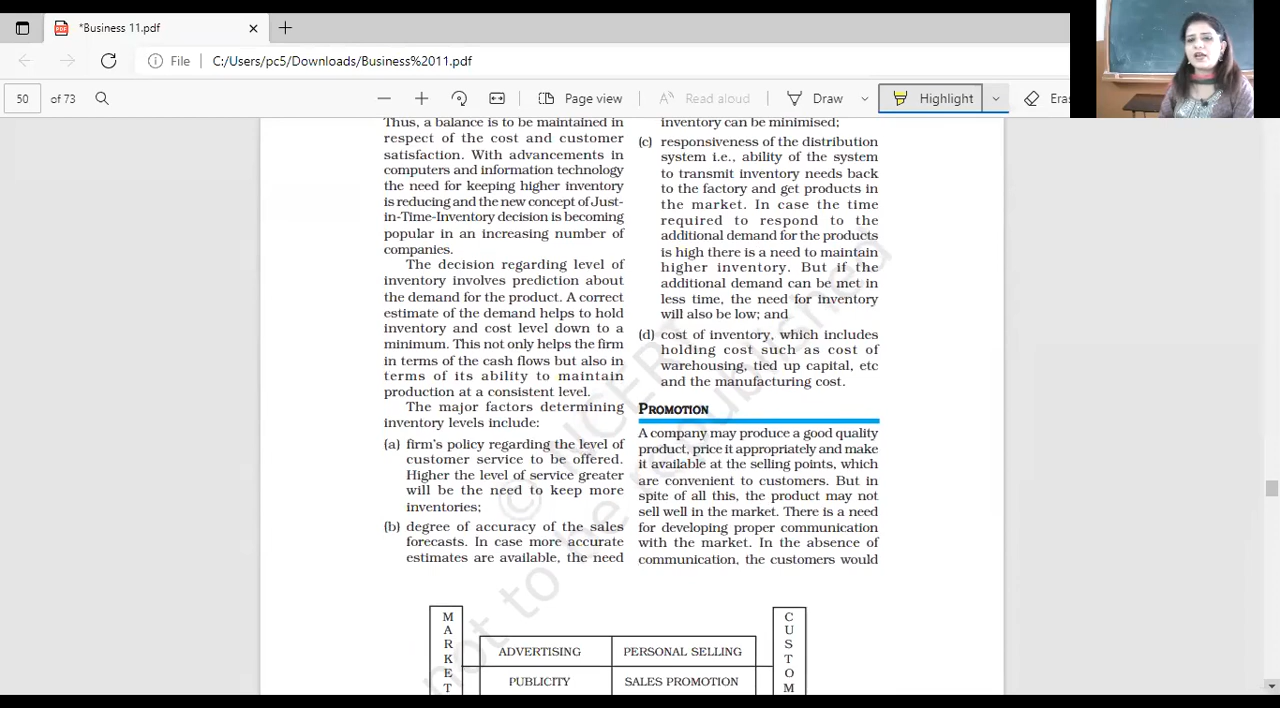 *Business 11.pdf
File
C:/Users/pc5/Downloads/Business%2011.pdf
50
of 73
Page view
Read aloud
Draw
Highlight
Eras
Thus, a balance is to be maintained in
respect of the cost and customer
satisfaction. With advancements in
computers and information technology
the need for keeping higher inventory
is reducing and the new concept of Just-
in-Time-Inventory decision is becoming
popular in an increasing number of
companies.
The decision regarding level of
inventory involves prediction about
the demand for the product. A correct
estimate of the demand helps to hold
inventory and cost level down to a
minimum. This not only helps the firm
in terms of the cash flows but also in
terms of its ability to maintain
production at a consistent level.
The major factors determining
inventory levels include:
(a) firm's policy regarding the level of
customer service to be offered.
Higher the level of service greater
will be the need to keep more
inventories;
(b) degree of accuracy of the sales
forecasts. In case more accurate
estimates are available, the need
inventory can be minimised;
(c) responsiveness of the distribution
system i.e., ability of the system
to transmit inventory needs back
to the factory and get products in
the market. In case the time
required to respond to the
additional demand for the products
is high there is a need to maintain
higher inventory. But if the
additional demand can be met in
less time, the need for inventory
will also be low; and
(d) cost of inventory, which includes
holding cost such as cost of
warehousing, tied up capital, etc
and the manufacturing cost.
PROMOTION
A company may produce a good quality
product, price it appropriately and make
it available at the selling points, which
are convenient to customers. But in
spite of all this, the product may not
sell well in the market. There is a need
for developing proper communication
with the market. In the absence of
communication, the customers would
© NCERT
not to be republished
MARKET
ADVERTISING
PERSONAL SELLING
PUBLICITY
SALES PROMOTION
CUSTOM